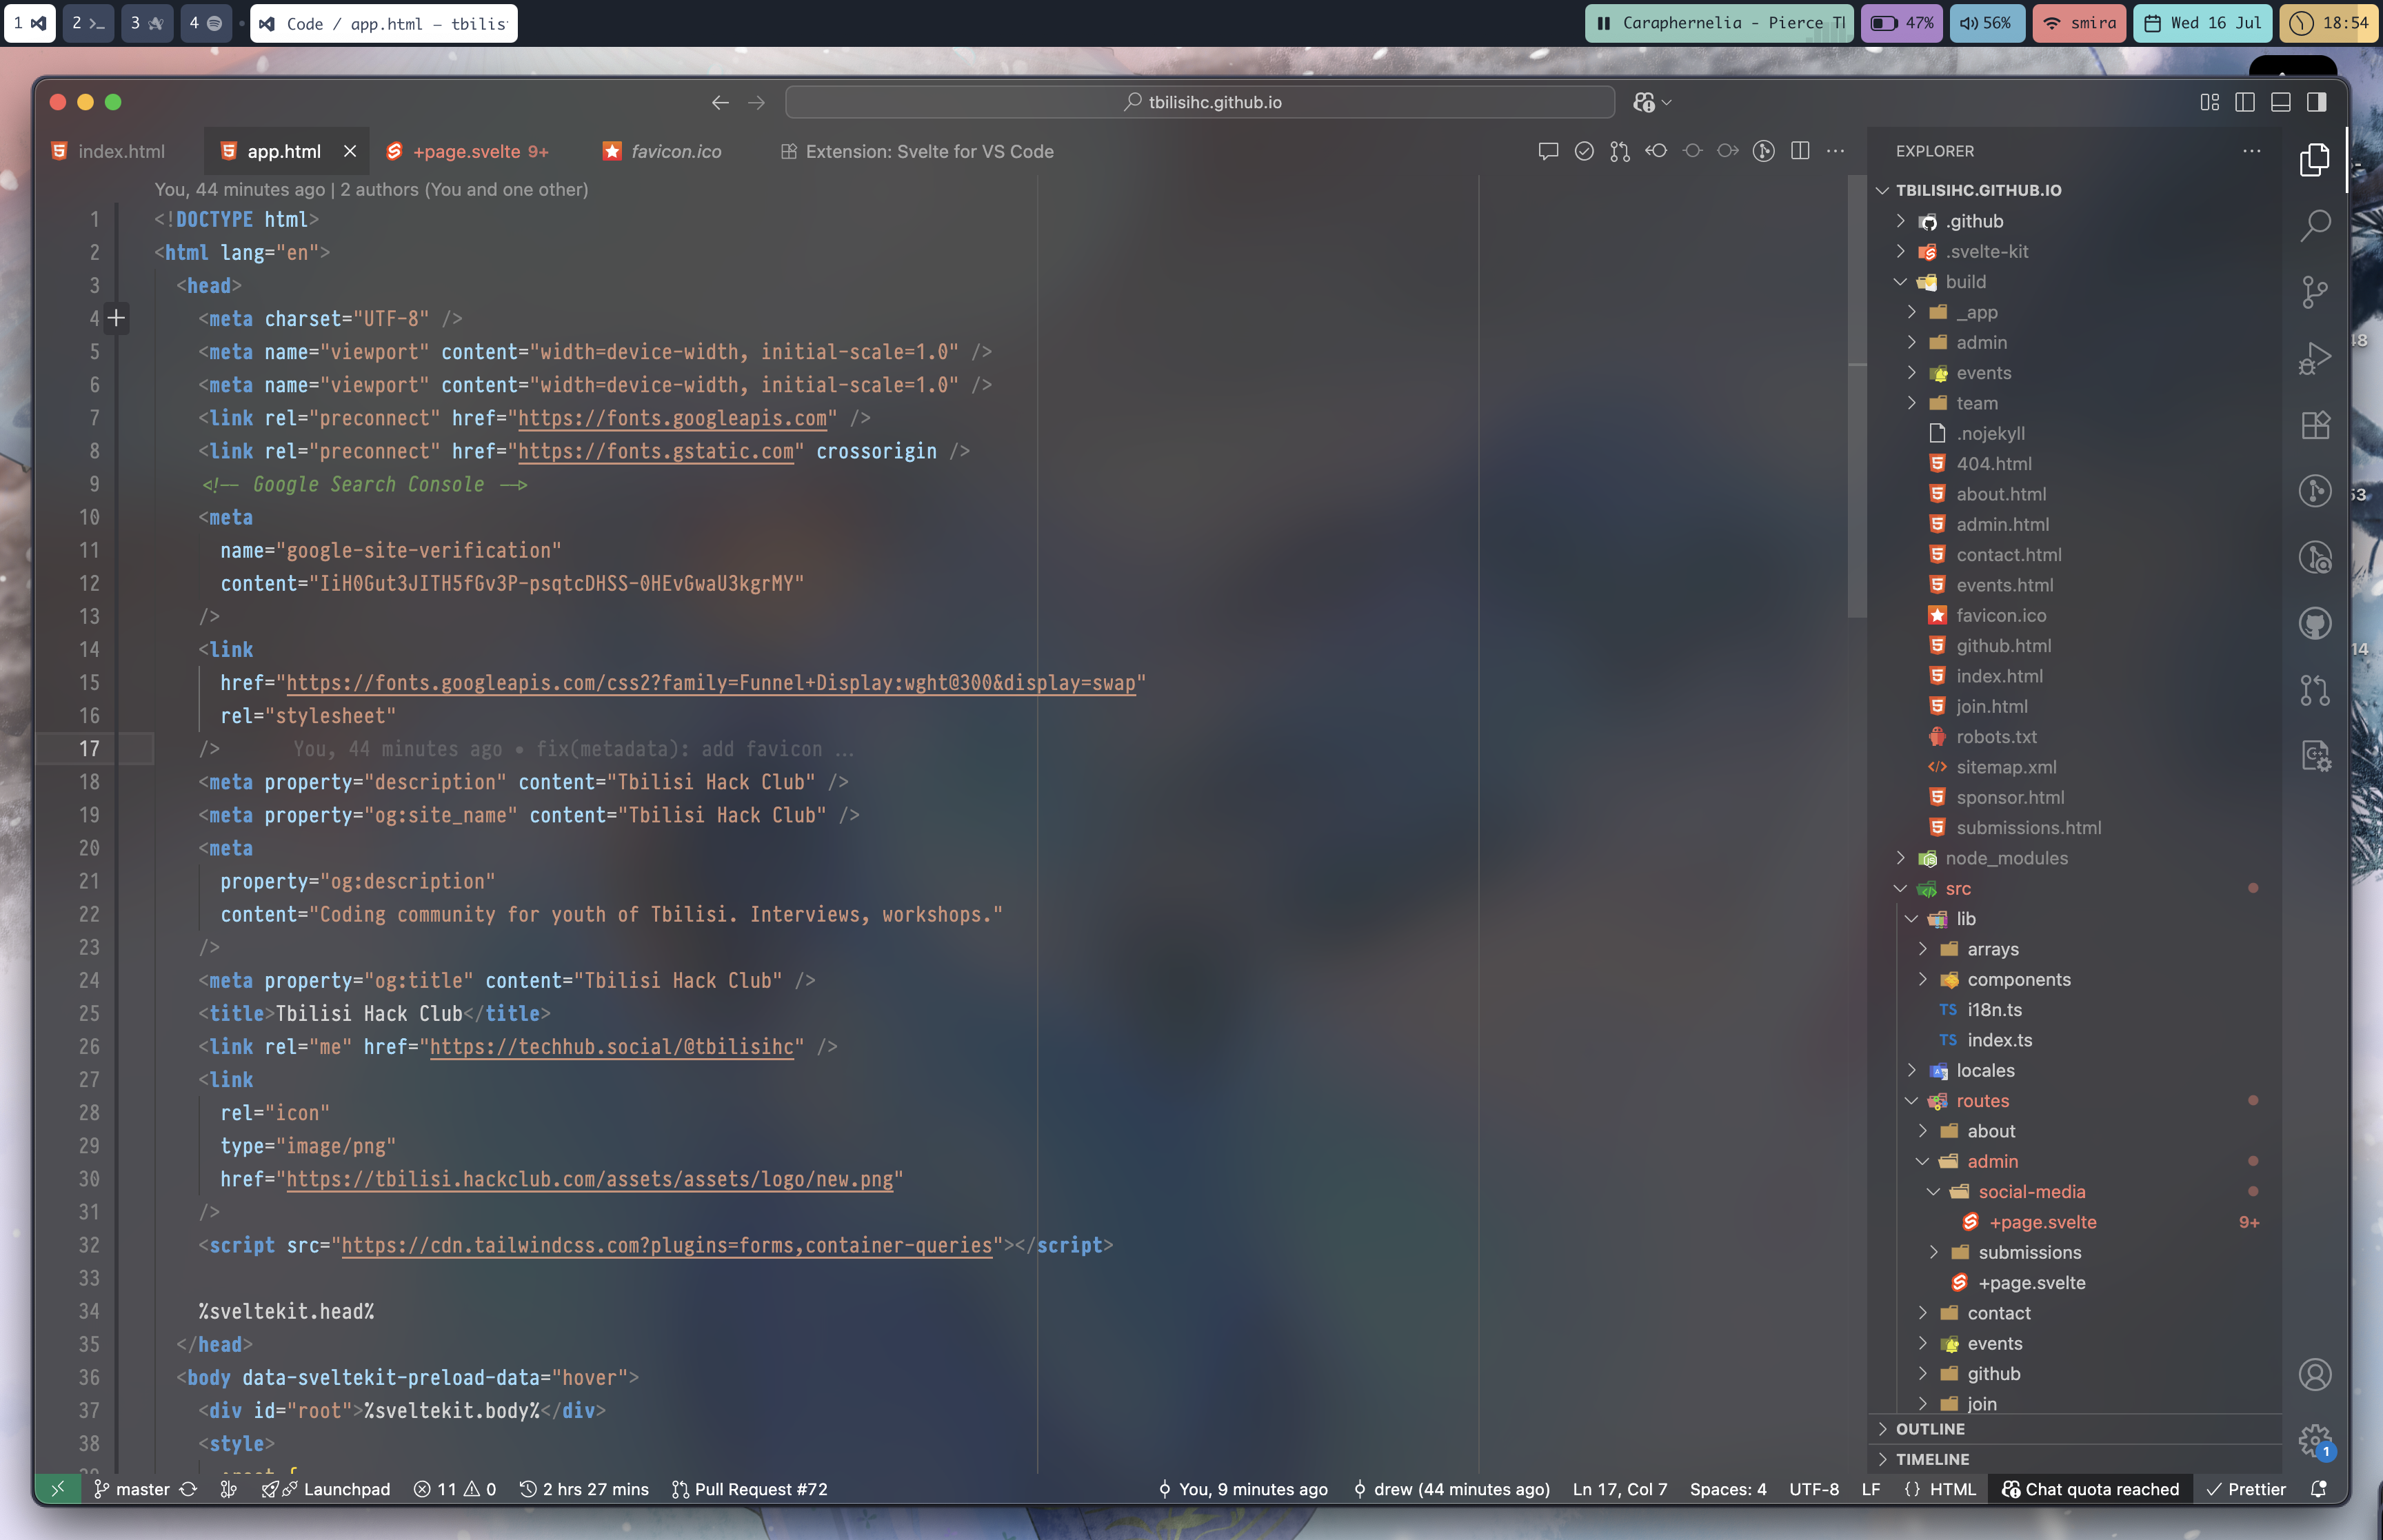 1 2 3 4 Code / app.html — tbilis
Caraphernelia - Pierce 47% 56% smira Wed 16 Jul 18:54
tbilisihc.github.io
index.html app.html +page.svelte 9+ favicon.ico Extension: Svelte for VS Code
You, 44 minutes ago | 2 authors (You and one other)
1 <!DOCTYPE html>
2 <html lang="en">
3 <head>
4 <meta charset="UTF-8" />
5 <meta name="viewport" content="width=device-width, initial-scale=1.0" />
6 <meta name="viewport" content="width=device-width, initial-scale=1.0" />
7 <link rel="preconnect" href="https://fonts.googleapis.com" />
8 <link rel="preconnect" href="https://fonts.gstatic.com" crossorigin />
9 <!-- Google Search Console -->
10 <meta
11 name="google-site-verification"
12 content="IiH0Gut3JITH5fGv3P-psqtcDHSS-0HEvGwaU3kgrMY"
13 />
14 <link
15 href="https://fonts.googleapis.com/css2?family=Funnel+Display:wght@300&display=swap"
16 rel="stylesheet"
17 /> You, 44 minutes ago • fix(metadata): add favicon ...
18 <meta property="description" content="Tbilisi Hack Club" />
19 <meta property="og:site_name" content="Tbilisi Hack Club" />
20 <meta
21 property="og:description"
22 content="Coding community for youth of Tbilisi. Interviews, workshops."
23 />
24 <meta property="og:title" content="Tbilisi Hack Club" />
25 <title>Tbilisi Hack Club</title>
26 <link rel="me" href="https://techhub.social/@tbilisihc" />
27 <link
28 rel="icon"
29 type="image/png"
30 href="https://tbilisi.hackclub.com/assets/assets/logo/new.png"
31 />
32 <script src="https://cdn.tailwindcss.com?plugins=forms,container-queries"></script>
33
34 %sveltekit.head%
35 </head>
36 <body data-sveltekit-preload-data="hover">
37 <div id="root">%sveltekit.body%</div>
38 <style>
EXPLORER
TBILISIHC.GITHUB.IO
.github
.svelte-kit
build
_app
admin
events
team
.nojekyll
404.html
about.html
admin.html
contact.html
events.html
favicon.ico
github.html
index.html
join.html
robots.txt
sitemap.xml
sponsor.html
submissions.html
node_modules
src
lib
arrays
components
TS i18n.ts
TS index.ts
locales
routes
about
admin
social-media
+page.svelte 9+
submissions
+page.svelte
contact
events
github
join
OUTLINE
TIMELINE
1
master Launchpad 11 0 2 hrs 27 mins Pull Request #72 You, 9 minutes ago drew (44 minutes ago) Ln 17, Col 7 Spaces: 4 UTF-8 LF {} HTML Chat quota reached Prettier